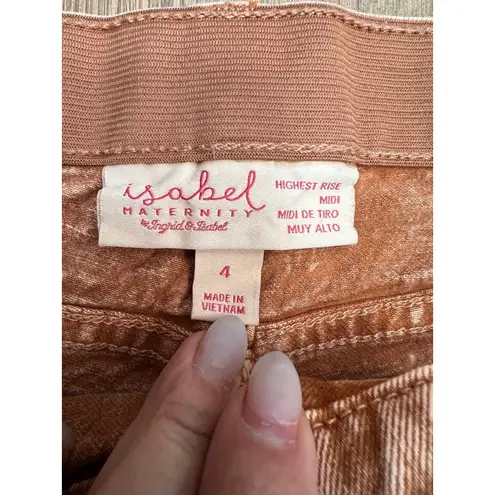 isabel
MATERNITY
by Ingrid & Isabel
HIGHEST RISE
MIDI
MIDI DE TIRO
MUY ALTO
4
MADE IN
VIETNAM